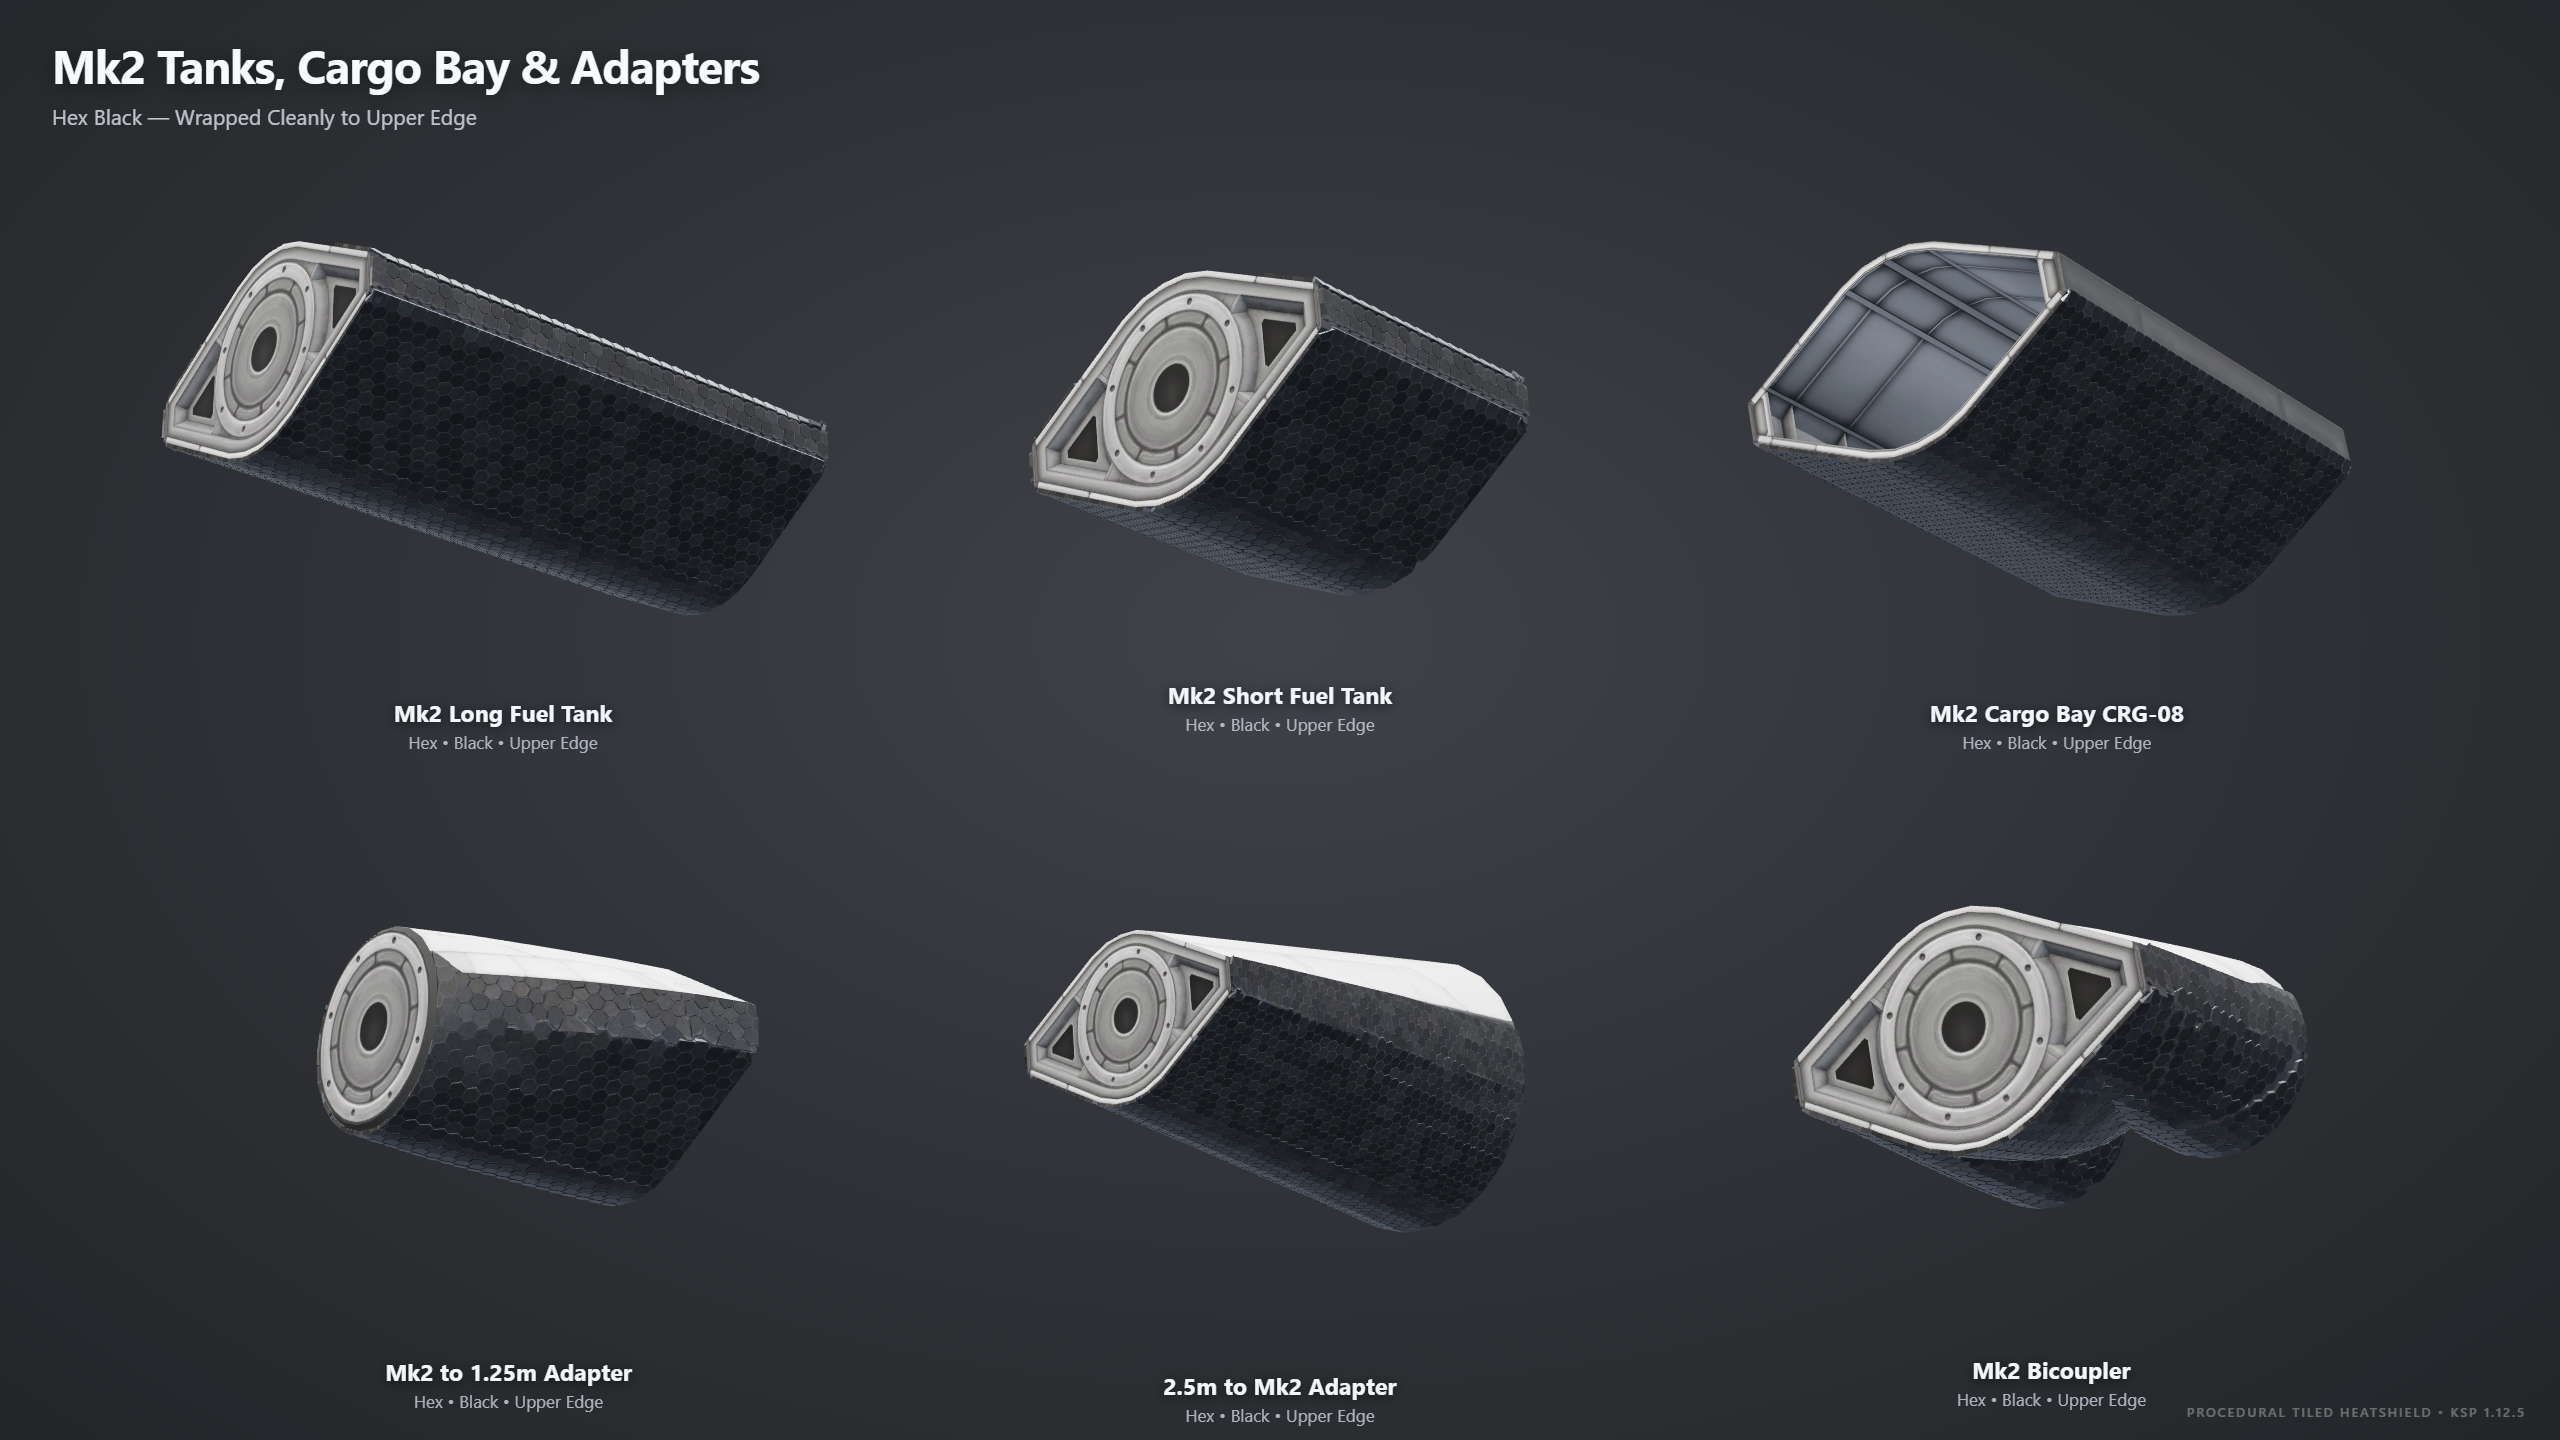 Mk2 Tanks, Cargo Bay & Adapters
Hex Black — Wrapped Cleanly to Upper Edge
Mk2 Long Fuel Tank
Hex • Black • Upper Edge
Mk2 Short Fuel Tank
Hex • Black • Upper Edge
Mk2 Cargo Bay CRG-08
Hex • Black • Upper Edge
Mk2 to 1.25m Adapter
Hex • Black • Upper Edge
2.5m to Mk2 Adapter
Hex • Black • Upper Edge
Mk2 Bicoupler
Hex • Black • Upper Edge
PROCEDURAL TILED HEATSHIELD • KSP 1.12.5